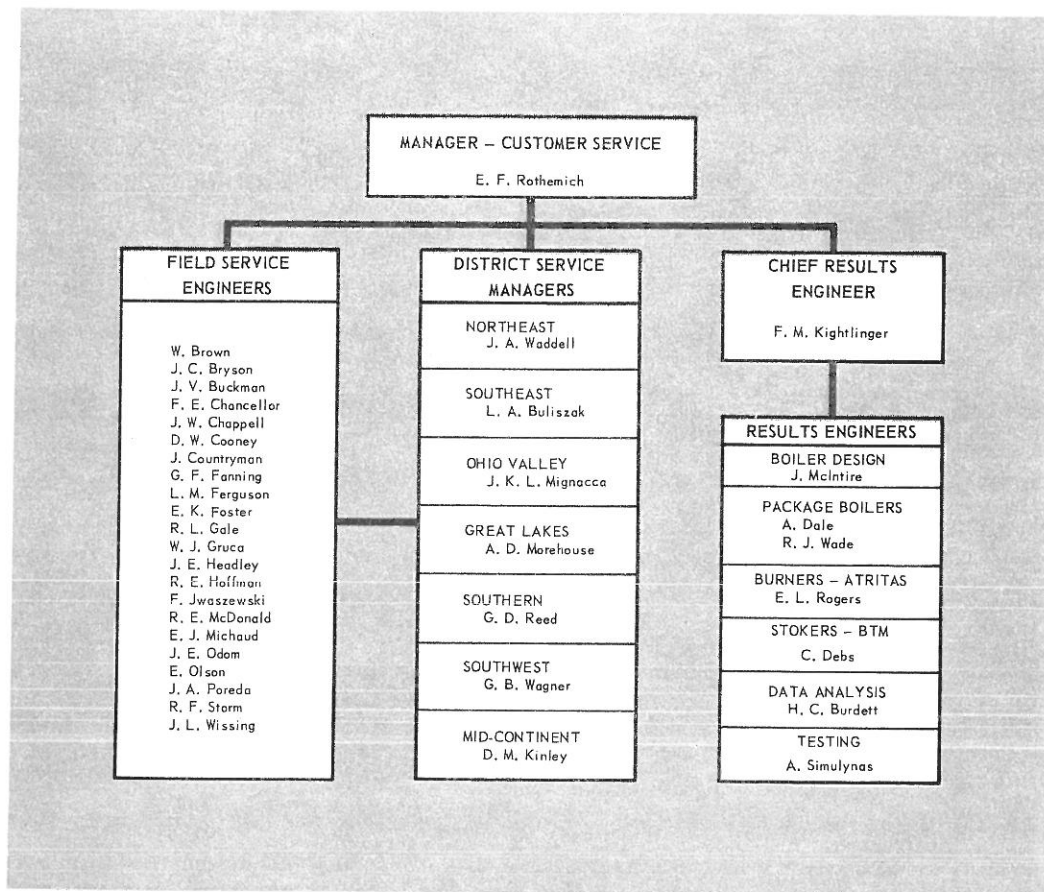 MANAGER – CUSTOMER SERVICE
E. F. Rothemich
FIELD SERVICE
ENGINEERS
W. Brown
J. C. Bryson
J. V. Buckman
F. E. Chancellor
J. W. Chappell
D. W. Cooney
J. Countryman
G. F. Fanning
L. M. Ferguson
E. K. Foster
R. L. Gale
W. J. Gruca
J. E. Headley
R. E. Hoffman
F. Jwaszewski
R. E. McDonald
E. J. Michaud
J. E. Odom
E. Olson
J. A. Poreda
R. F. Storm
J. L. Wissing
DISTRICT SERVICE
MANAGERS
NORTHEAST
J. A. Waddell
SOUTHEAST
L. A. Buliszak
OHIO VALLEY
J. K. L. Mignacca
GREAT LAKES
A. D. Morehouse
SOUTHERN
G. D. Reed
SOUTHWEST
G. B. Wagner
MID-CONTINENT
D. M. Kinley
CHIEF RESULTS
ENGINEER
F. M. Kightlinger
RESULTS ENGINEERS
BOILER DESIGN
J. McIntire
PACKAGE BOILERS
A. Dale
R. J. Wade
BURNERS – ATRITAS
E. L. Rogers
STOKERS – BTM
C. Debs
DATA ANALYSIS
H. C. Burdett
TESTING
A. Simulynas